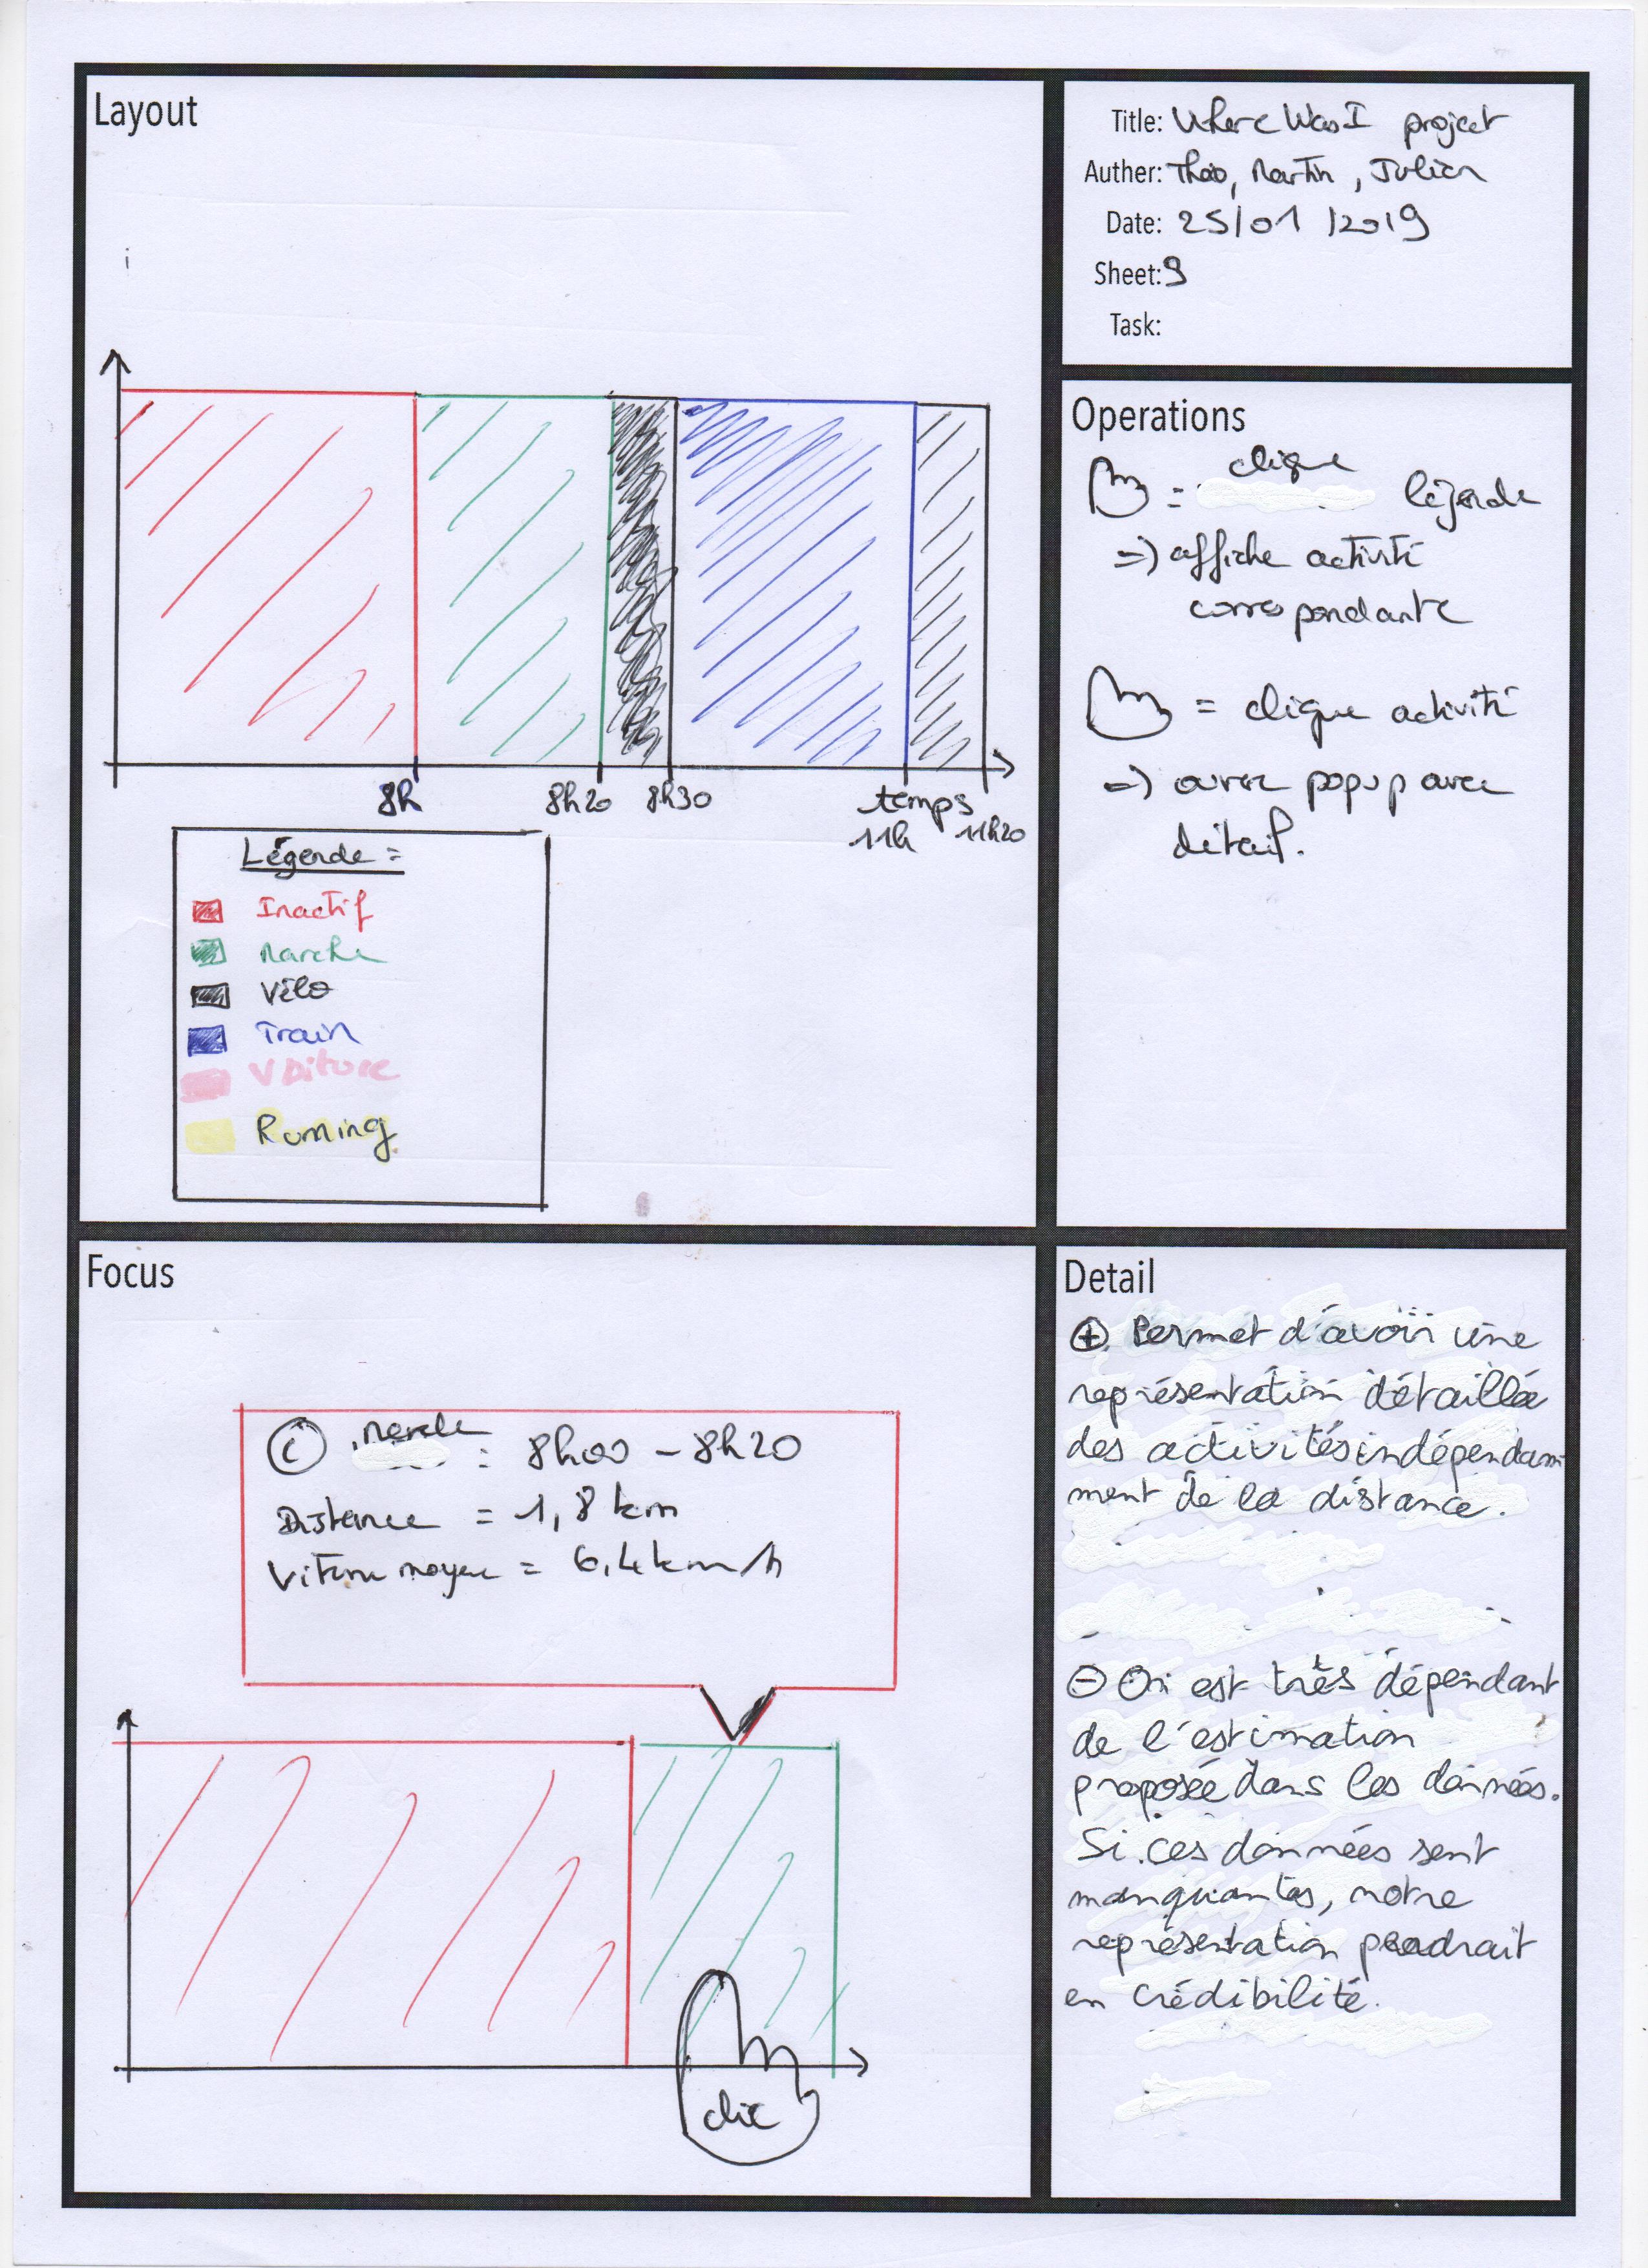 Layout
Title: Where Was I project
Auther: Théo, Martin, Julien
Date: 25/01/2019
Sheet: 3
Task:
8h
8h20
8h30
temps
11h
11h20
Légende =
Inactif
Marche
Vélo
Train
Voiture
Running
Operations
= clique légende
=> affiche activité
correspondante
= clique activité
=> ouvre popup avec
détail.
Focus
marche : 8h00 - 8h20
Distance = 1,8 km
Vitesse moyenne = 6,4 km/h
clic
Detail
⊕ Permet d'avoir une
représentation détaillée
des activités indépendam
ment de la distance.
⊖ On est très dépendant
de l'estimation
proposée dans les données.
Si ces données sont
manquantes, notre
représentation perdrait
en crédibilité.